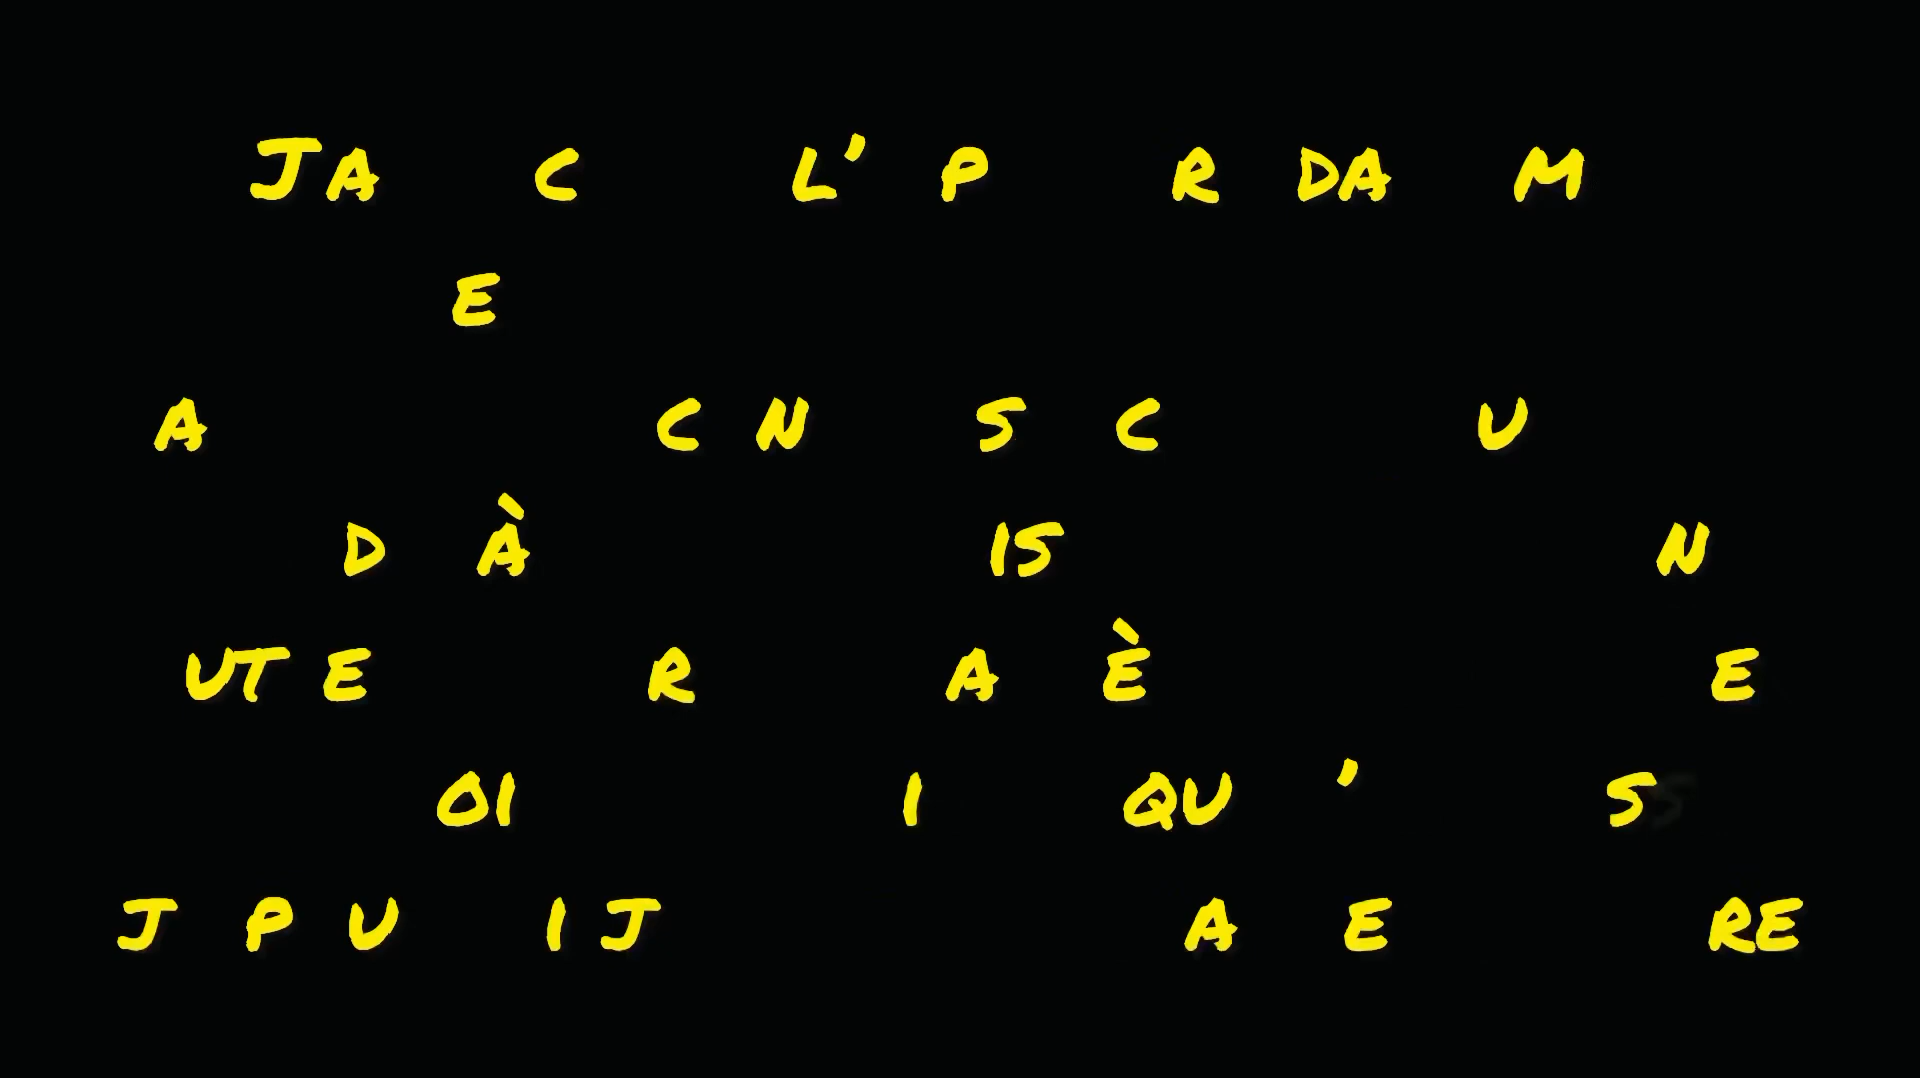 JA C L' P R DA M
E
A C N S C U
D À IS N
UT E R A È E
OI I QU ' S
J P U I J A E RE